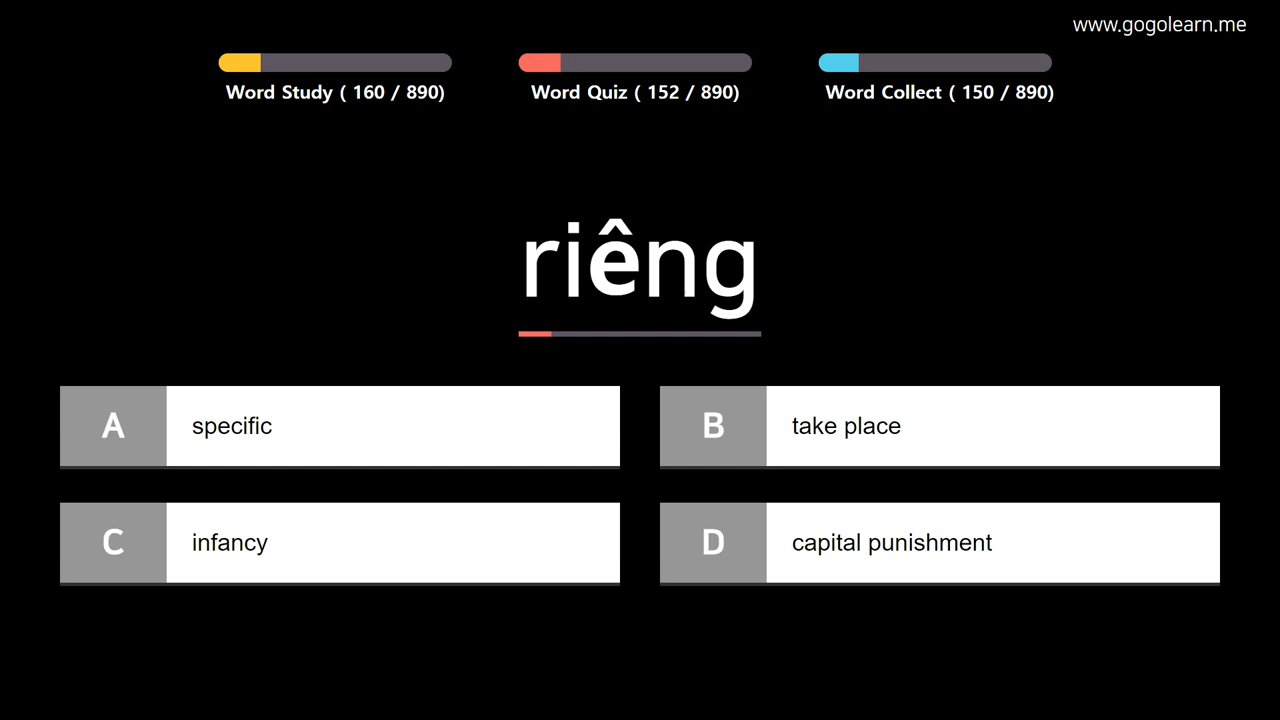 www.gogolearn.me
Word Study ( 160 / 890)
Word Quiz ( 152 / 890)
Word Collect ( 150 / 890)
riêng
A specific
B take place
C infancy
D capital punishment